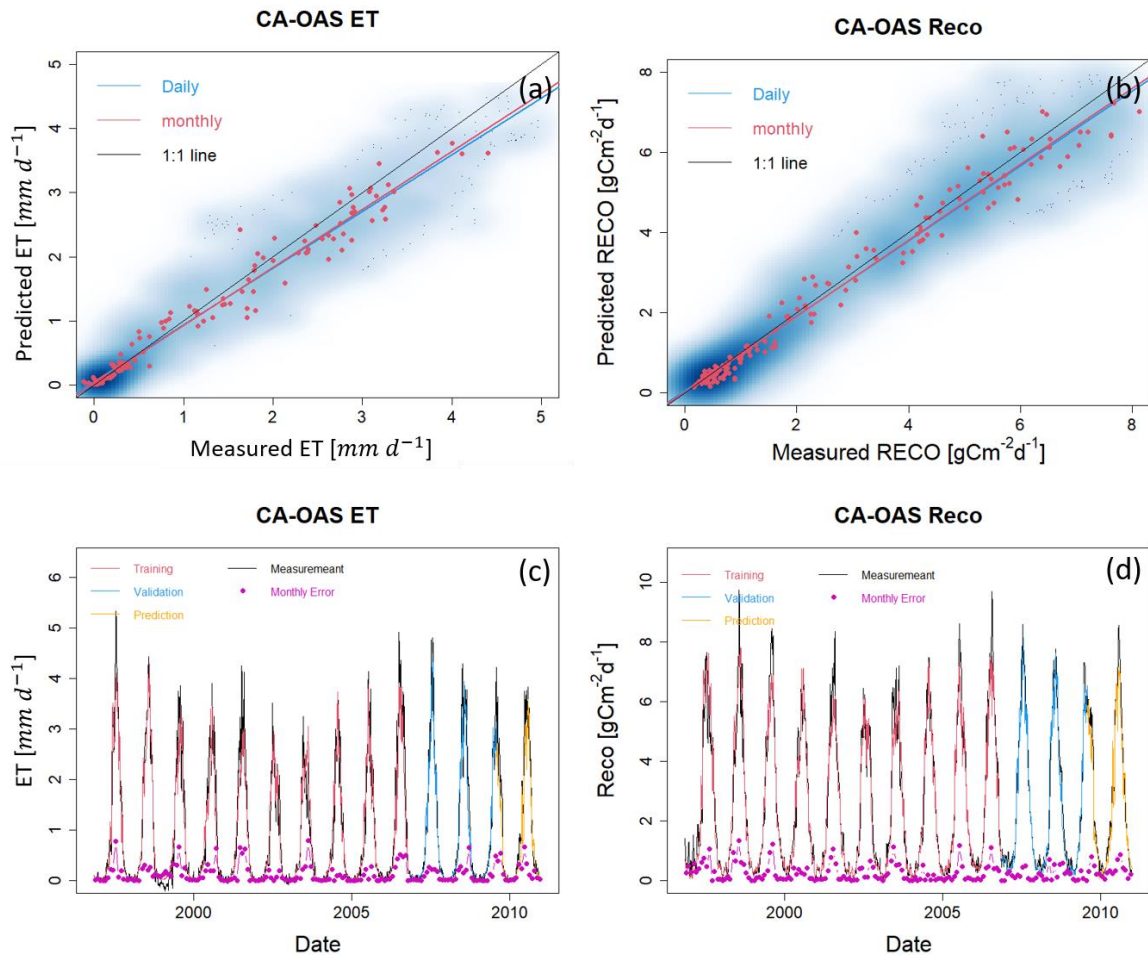 CA-OAS ET
(a)
Daily
monthly
1:1 line
Predicted ET [mm d⁻¹]
5
4
3
2
1
0
0 1 2 3 4 5
Measured ET [mm d⁻¹]
CA-OAS Reco
(b)
Daily
monthly
1:1 line
Predicted RECO [gCm⁻²d⁻¹]
8
6
4
2
0
0 2 4 6 8
Measured RECO [gCm⁻²d⁻¹]
CA-OAS ET
(c)
Training Measuremeant
Validation Monthly Error
Prediction
ET [mm d⁻¹]
6
5
4
3
2
1
0
2000 2005 2010
Date
CA-OAS Reco
(d)
Training Measuremeant
Validation Monthly Error
Prediction
Reco [gCm⁻²d⁻¹]
10
8
6
4
2
0
2000 2005 2010
Date